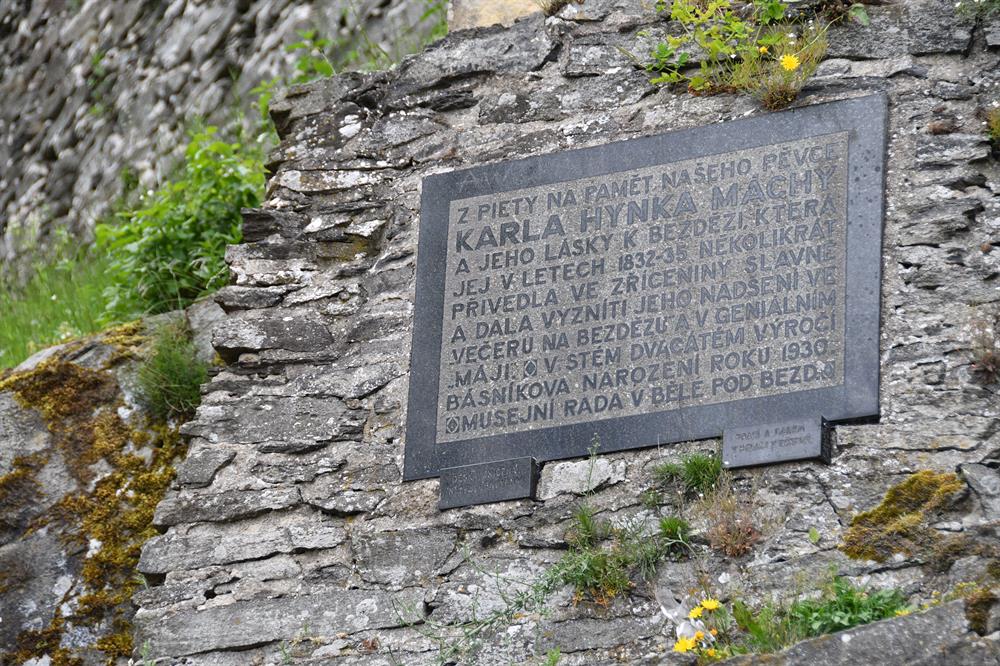 Z PIETY NA PAMĚT NAŠEHO PĚVCE
KARLA HYNKA MÁCHY
A JEHO LÁSKY K BEZDĚZI, KTERÁ
JEJ V LETECH 1832-35 NĚKOLIKRÁT
PŘIVEDLA VE ZŘÍCENINY SLAVNÉ
A DALA VYZNÍTI JEHO NADŠENÍ VE
VEČERU NA BEZDĚZU A V GENIÁLNÍM
„MÁJI“ V STÉM DVACÁTÉM VÝROČÍ
BÁSNÍKOVA NAROZENÍ ROKU 1930.
MUSEJNÍ RADA V BĚLÉ POD BEZD.